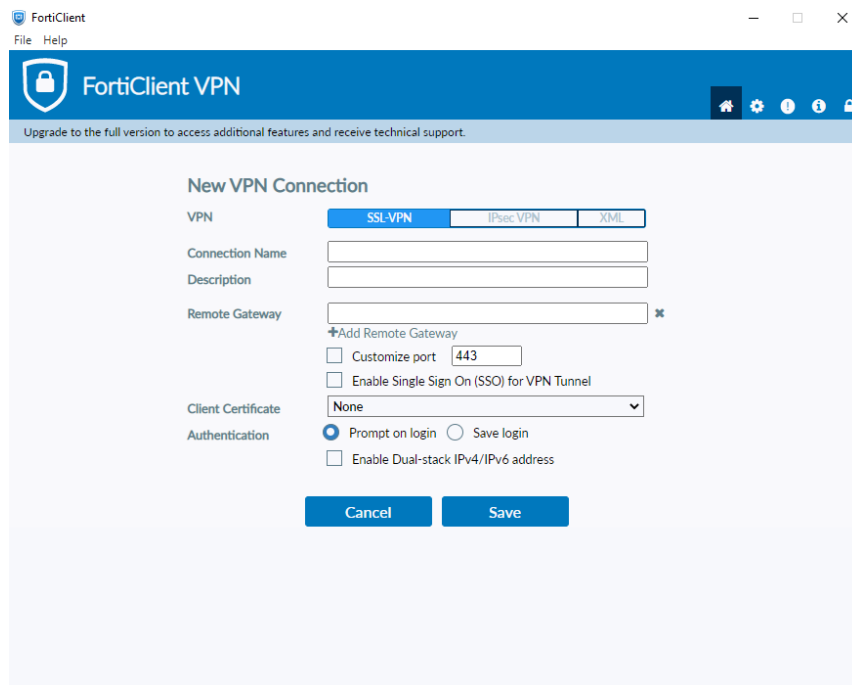 FortiClient
File Help
FortiClient VPN
Upgrade to the full version to access additional features and receive technical support.
New VPN Connection
VPN SSL-VPN IPsec VPN XML
Connection Name
Description
Remote Gateway
+Add Remote Gateway
Customize port 443
Enable Single Sign On (SSO) for VPN Tunnel
Client Certificate None
Authentication Prompt on login Save login
Enable Dual-stack IPv4/IPv6 address
Cancel Save